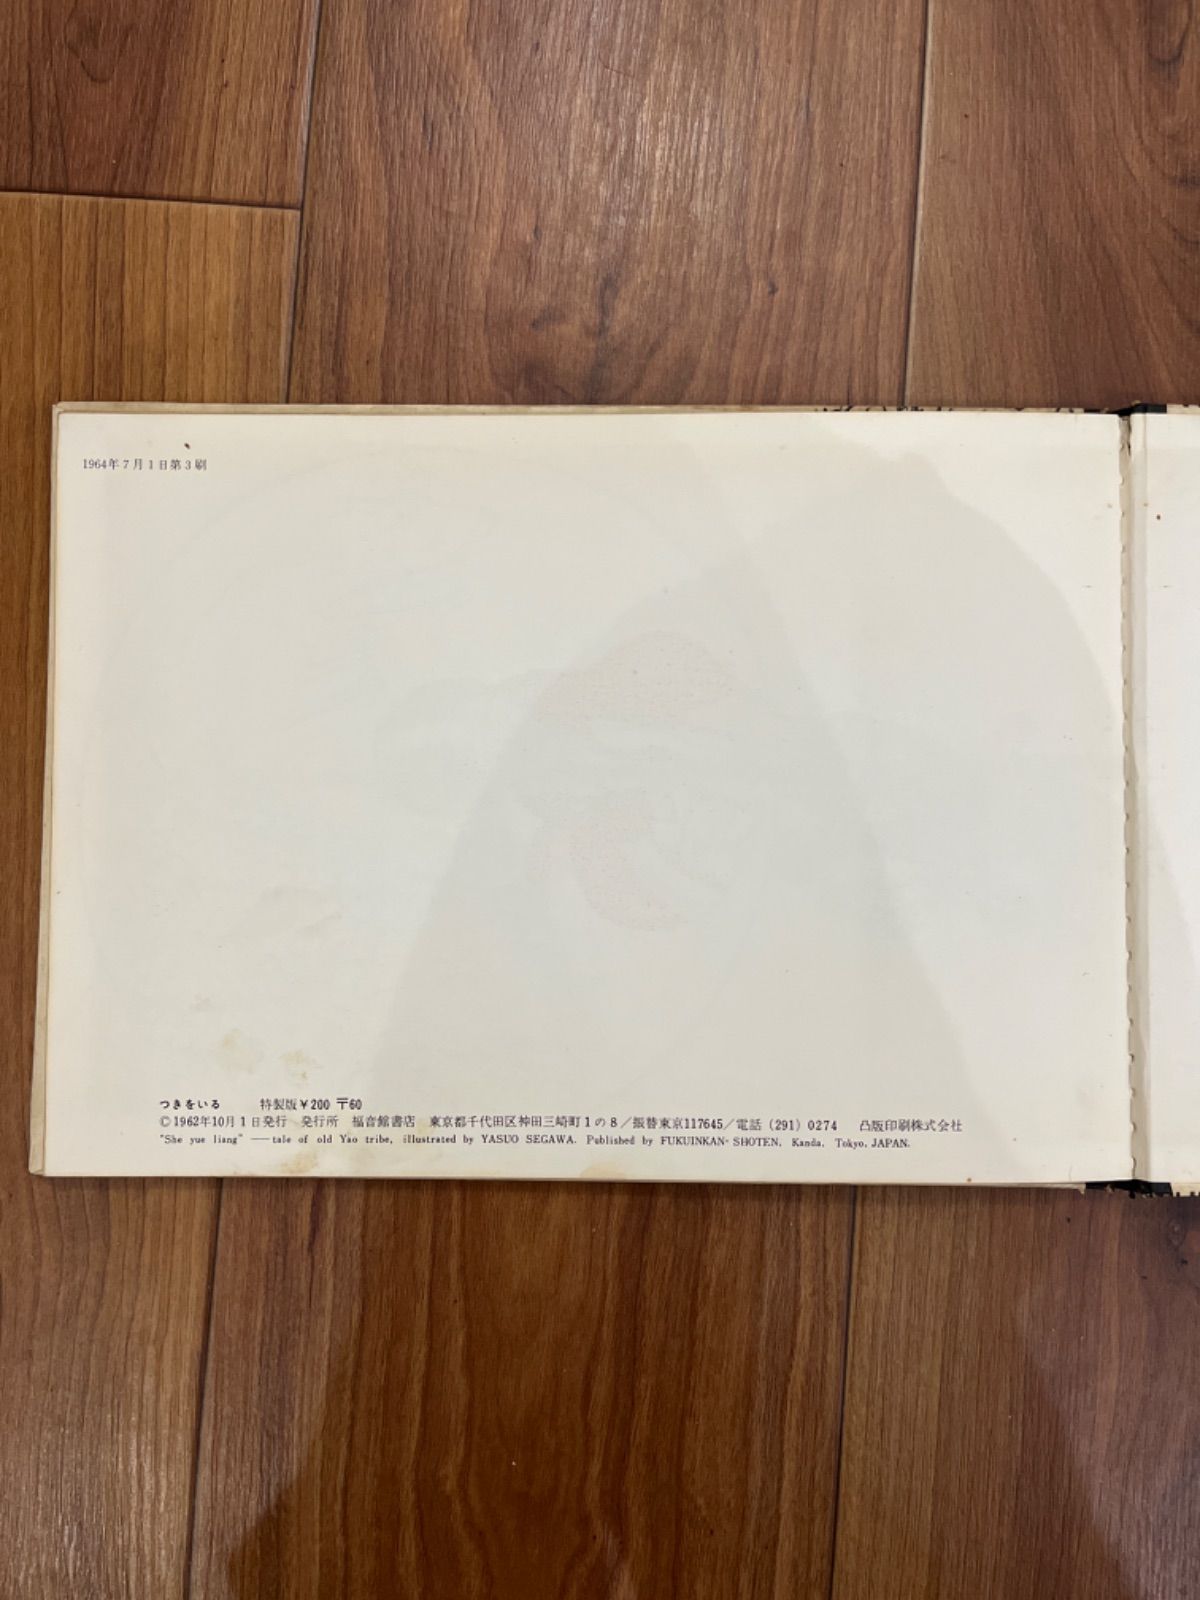 1964年7月1日第3刷
つきをいる 特製版￥200 〒60
©1962年10月1日発行 発行所 福音館書店 東京都千代田区神田三崎町1の8／振替東京117645／電話 (291) 0274 凸版印刷株式会社
"She yue liang" ── tale of old Yao tribe, illustrated by YASUO SEGAWA. Published by FUKUINKAN-SHOTEN, Kanda, Tokyo, JAPAN.